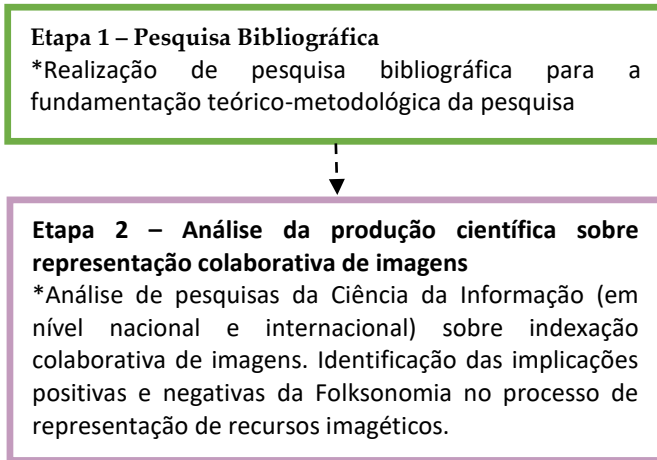 Etapa 1 – Pesquisa Bibliográfica
*Realização de pesquisa bibliográfica para a
fundamentação teórico-metodológica da pesquisa
Etapa 2 – Análise da produção científica sobre
representação colaborativa de imagens
*Análise de pesquisas da Ciência da Informação (em
nível nacional e internacional) sobre indexação
colaborativa de imagens. Identificação das implicações
positivas e negativas da Folksonomia no processo de
representação de recursos imagéticos.